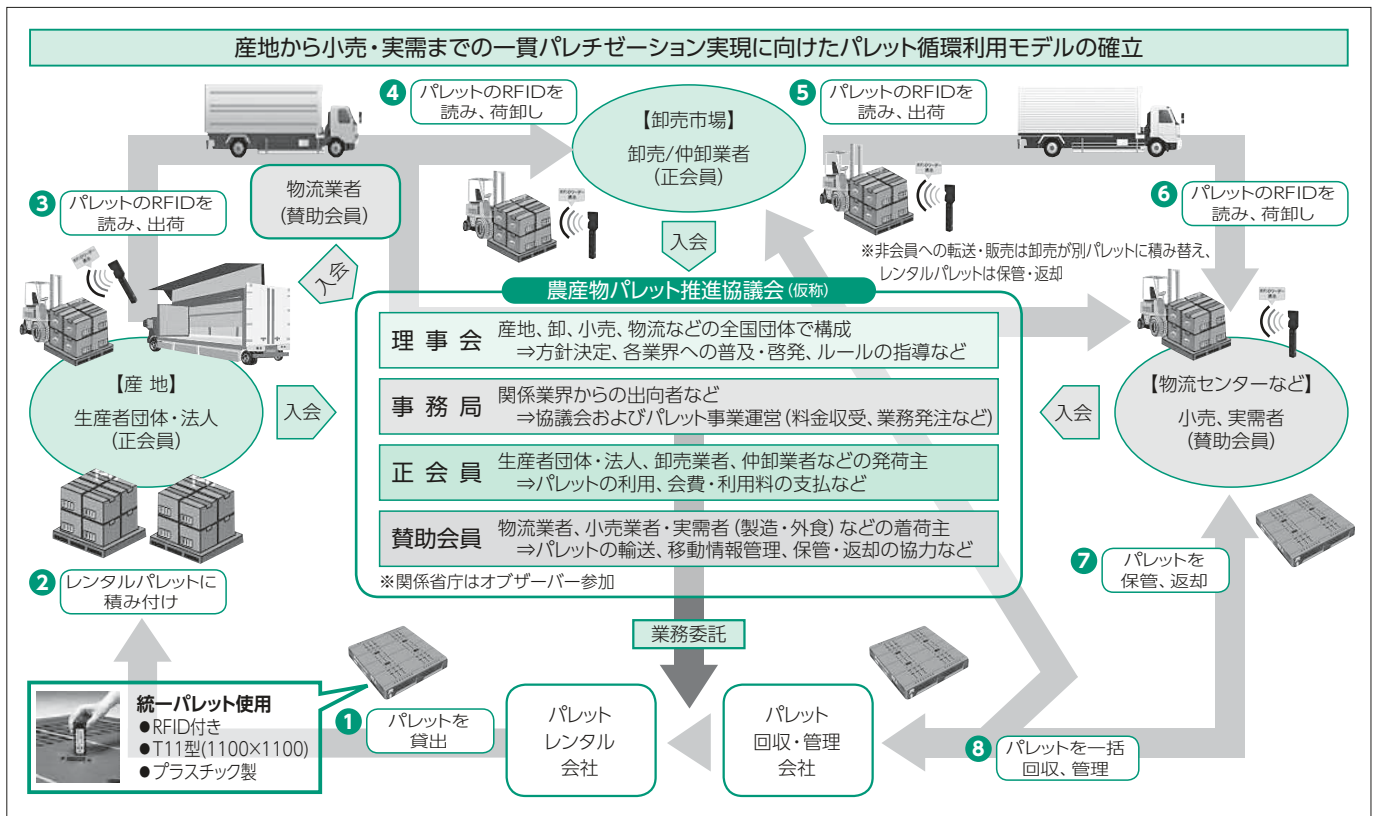 産地から小売・実需までの一貫パレチゼーション実現に向けたパレット循環利用モデルの確立
❹ パレットのRFIDを
読み、荷卸し
【卸売市場】
卸売/仲卸業者
(正会員)
❺ パレットのRFIDを
読み、出荷
❸ パレットのRFIDを
読み、出荷
物流業者
(賛助会員)
❻ パレットのRFIDを
読み、荷卸し
入会
入会
※非会員への転送・販売は卸売が別パレットに積み替え、
レンタルパレットは保管・返却
農産物パレット推進協議会(仮称)
理事会
産地、卸、小売、物流などの全国団体で構成
⇒方針決定、各業界への普及・啓発、ルールの指導など
事務局
関係業界からの出向者など
⇒協議会およびパレット事業運営(料金収受、業務発注など)
正会員
生産者団体・法人、卸売業者、仲卸業者などの発荷主
⇒パレットの利用、会費・利用料の支払など
賛助会員
物流業者、小売業者・実需者(製造・外食)などの着荷主
⇒パレットの輸送、移動情報管理、保管・返却の協力など
※関係省庁はオブザーバー参加
【産 地】
生産者団体・法人
(正会員)
入会
入会
【物流センターなど】
小売、実需者
(賛助会員)
❷ レンタルパレットに
積み付け
❼ パレットを
保管、返却
業務委託
統一パレット使用
●RFID付き
●T11型(1100×1100)
●プラスチック製
❶ パレットを
貸出
パレット
レンタル
会社
パレット
回収・管理
会社
❽ パレットを一括
回収、管理